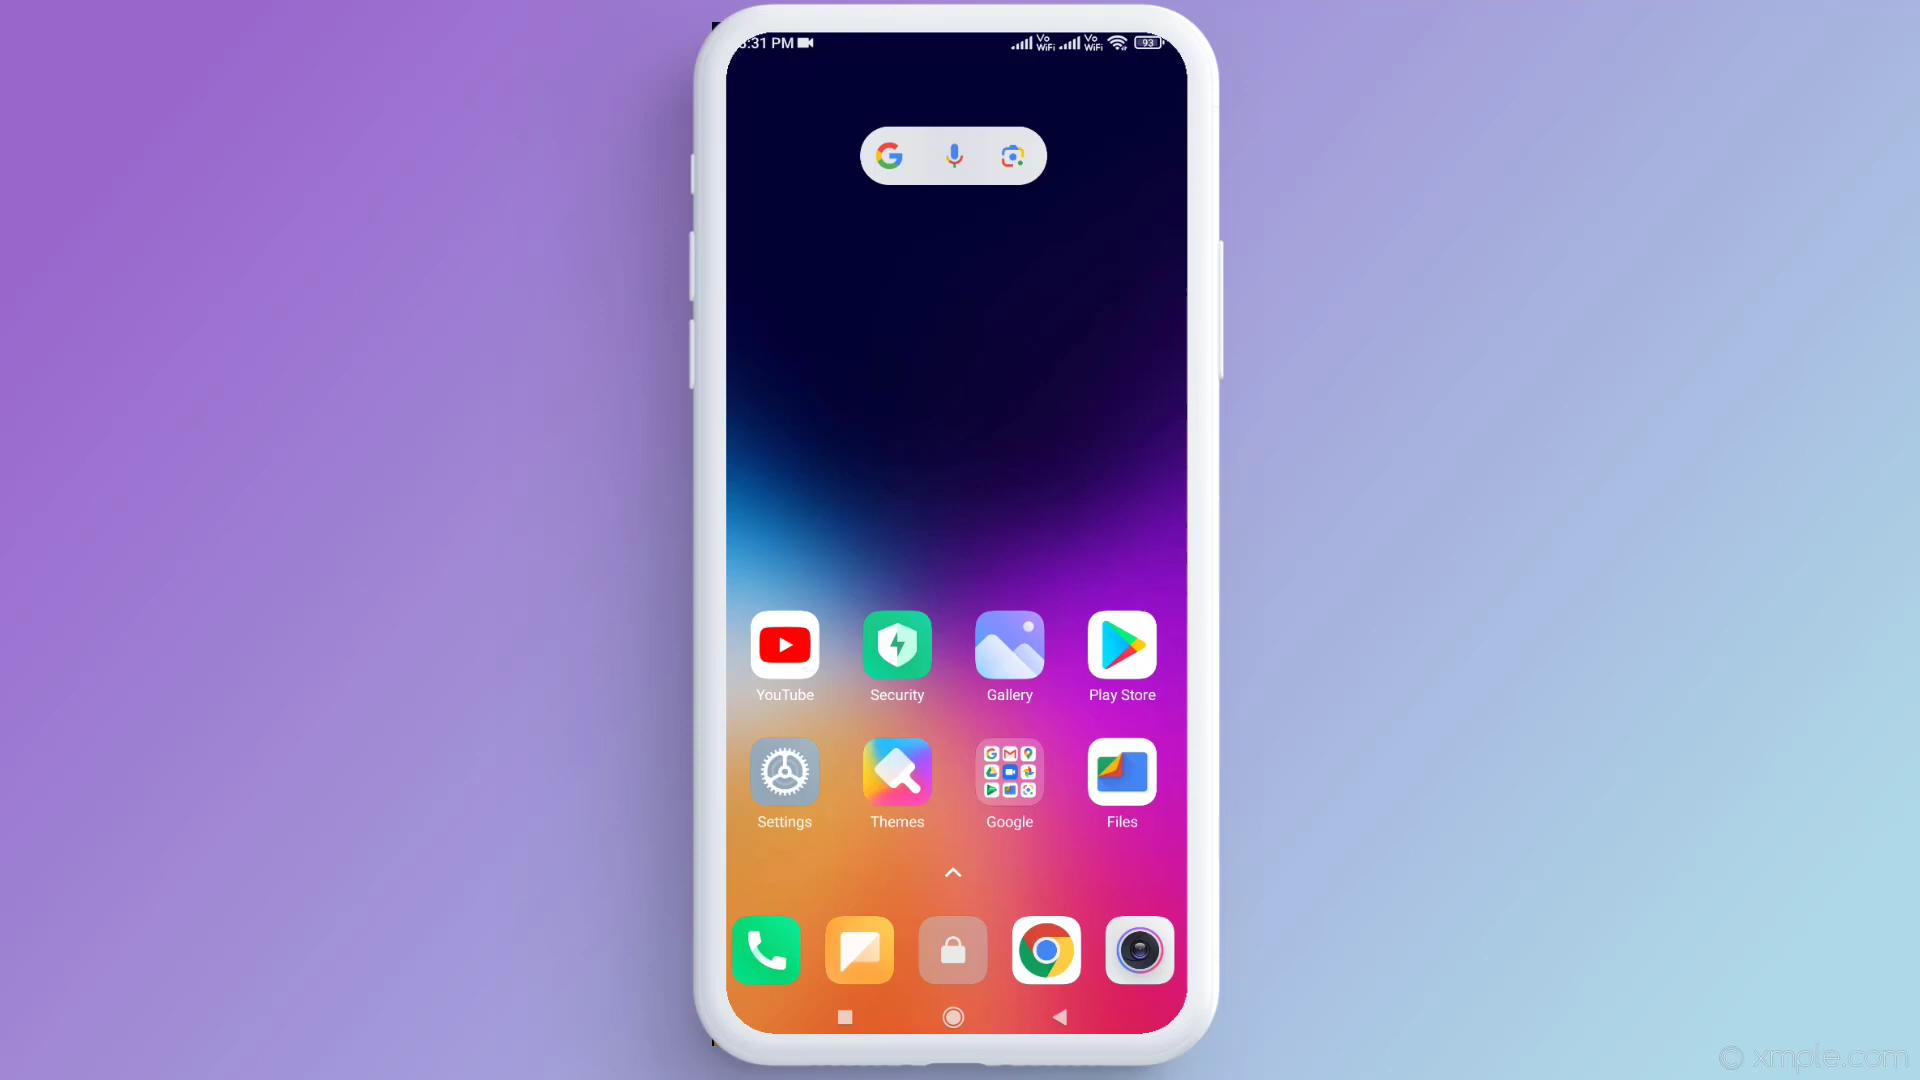 :31 PM
Vo WiFi Vo WiFi 93
YouTube Security Gallery Play Store
Settings Themes Google Files
© xmple.com